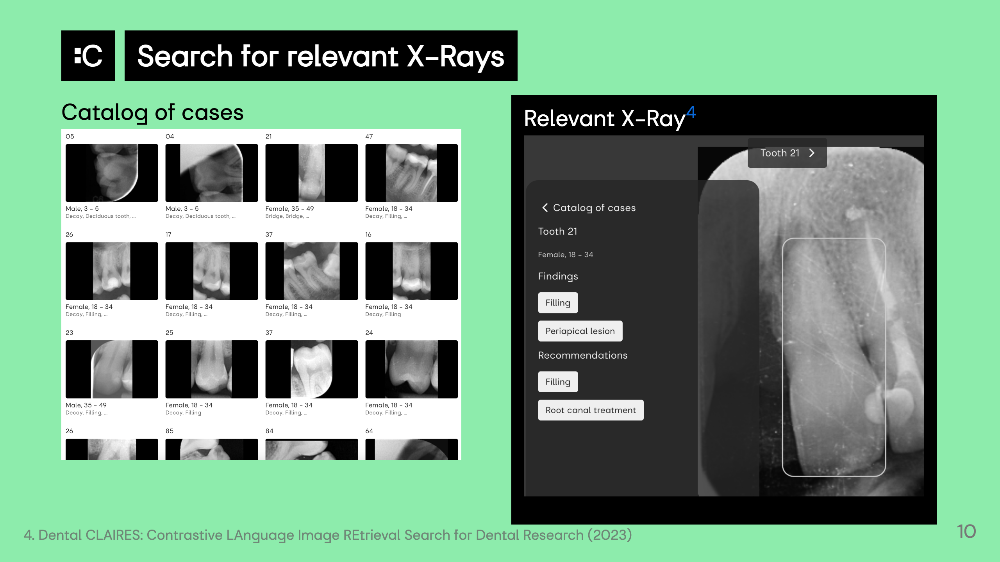 :C
Search for relevant X-Rays
Catalog of cases
05 04 21 47
Male, 3 - 5 Male, 3 - 5 Female, 35 - 49 Female, 18 - 34
Decay, Deciduous tooth, ... Decay, Deciduous tooth, ... Bridge, Bridge, ... Decay, Filling, ...
26 17 37 16
Female, 18 - 34 Female, 18 - 34 Female, 18 - 34 Female, 18 - 34
Decay, Filling, ... Decay, Filling, ... Decay, Filling, ... Decay, Filling
23 25 37 24
Male, 35 - 49 Female, 18 - 34 Female, 18 - 34 Female, 18 - 34
Decay, Filling, ... Decay, Filling Decay, Filling, ... Decay, Filling, ...
26 85 84 64
Relevant X-Ray4
Tooth 21 >
< Catalog of cases
Tooth 21
Female, 18 - 34
Findings
Filling
Periapical lesion
Recommendations
Filling
Root canal treatment
4. Dental CLAIRES: Contrastive LAnguage Image REtrieval Search for Dental Research (2023)
10